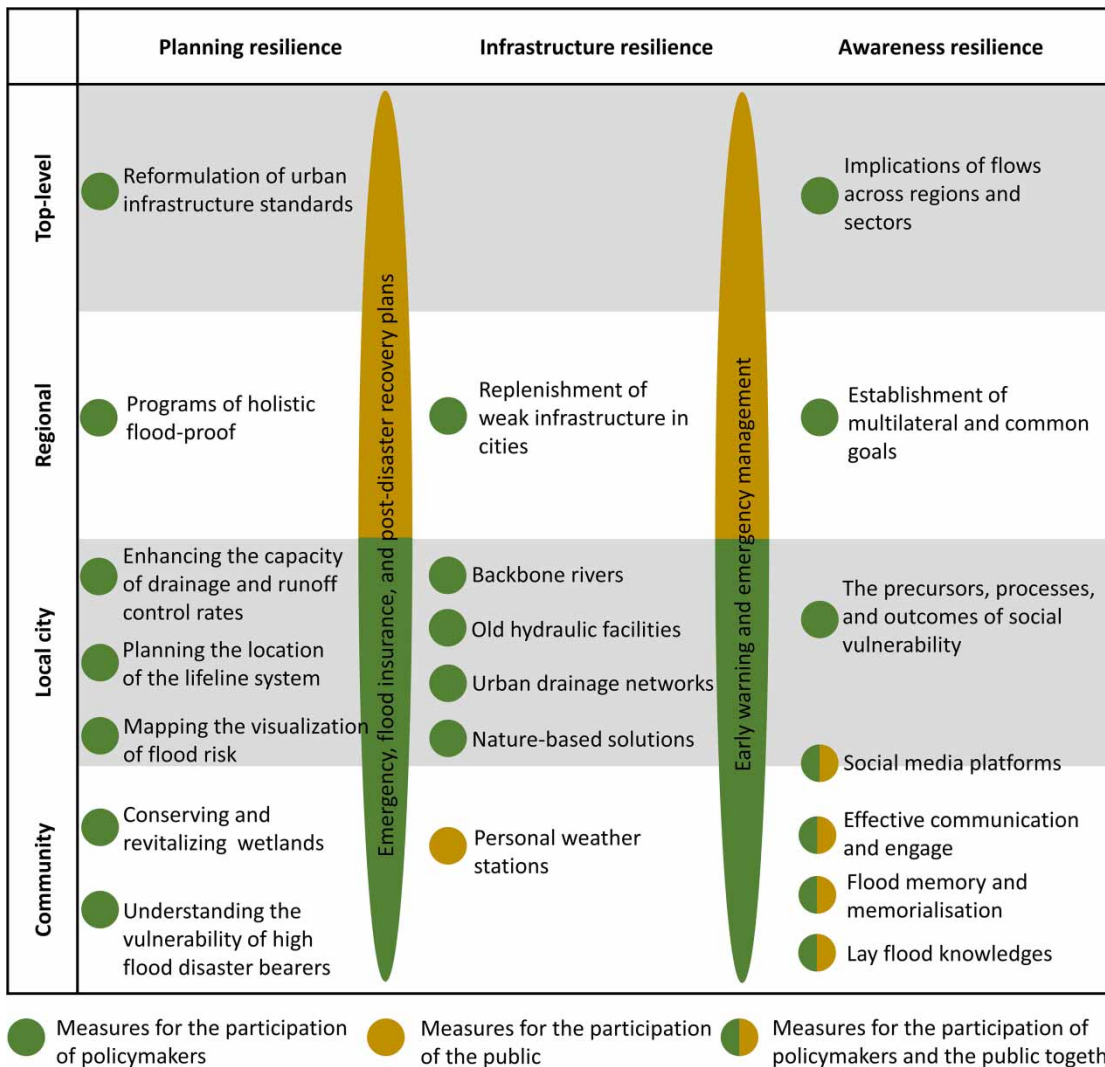 Planning resilience
Infrastructure resilience
Awareness resilience
Top-level
Reformulation of urban
infrastructure standards
Implications of flows
across regions and
sectors
Regional
Programs of holistic
flood-proof
Replenishment of
weak infrastructure in
cities
Establishment of
multilateral and common
goals
Emergency, flood insurance, and post-disaster recovery plans
Early warning and emergency management
Local city
Enhancing the capacity
of drainage and runoff
control rates
Planning the location
of the lifeline system
Mapping the visualization
of flood risk
Backbone rivers
Old hydraulic facilities
Urban drainage networks
Nature-based solutions
The precursors, processes,
and outcomes of social
vulnerability
Social media platforms
Community
Conserving and
revitalizing wetlands
Understanding the
vulnerability of high
flood disaster bearers
Personal weather
stations
Effective communication
and engage
Flood memory and
memorialisation
Lay flood knowledges
Measures for the participation
of policymakers
Measures for the participation
of the public
Measures for the participation of
policymakers and the public togeth